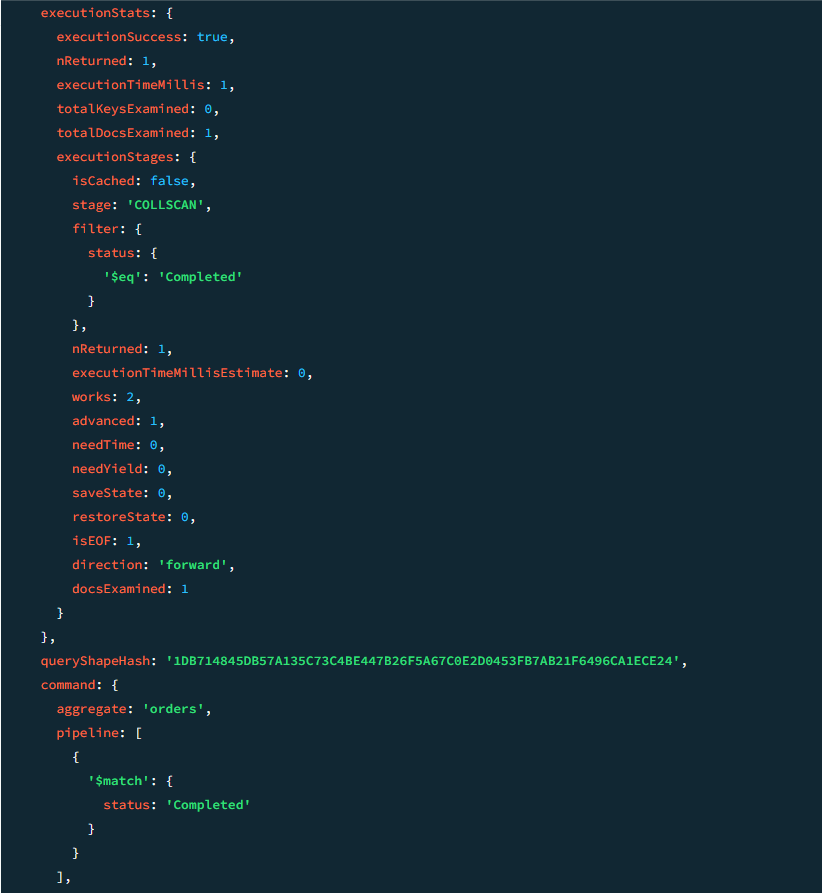 executionStats: {
executionSuccess: true,
nReturned: 1,
executionTimeMillis: 1,
totalKeysExamined: 0,
totalDocsExamined: 1,
executionStages: {
isCached: false,
stage: 'COLLSCAN',
filter: {
status: {
'$eq': 'Completed'
}
},
nReturned: 1,
executionTimeMillisEstimate: 0,
works: 2,
advanced: 1,
needTime: 0,
needYield: 0,
saveState: 0,
restoreState: 0,
isEOF: 1,
direction: 'forward',
docsExamined: 1
}
},
queryShapeHash: '1DB714845DB57A135C73C4BE447B26F5A67C0E2D0453FB7AB21F6496CA1ECE24',
command: {
aggregate: 'orders',
pipeline: [
{
'$match': {
status: 'Completed'
}
}
],